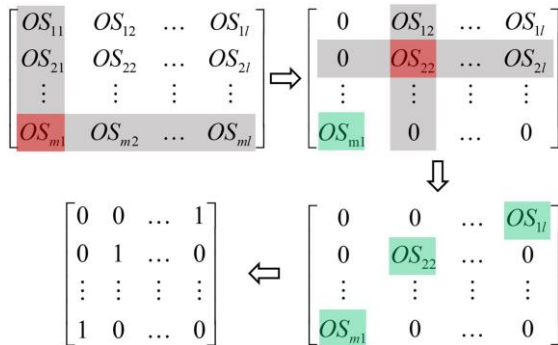 OS₁₁ OS₁₂ … OS₁ₗ
OS₂₁ OS₂₂ … OS₂ₗ
⋮ ⋮ ⋮ ⋮
OSₘ₁ OSₘ₂ … OSₘₗ
0 OS₁₂ … OS₁ₗ
0 OS₂₂ … OS₂ₗ
⋮ ⋮ ⋮ ⋮
OSₘ₁ 0 … 0
0 0 … OS₁ₗ
0 OS₂₂ … 0
⋮ ⋮ ⋮ ⋮
OSₘ₁ 0 … 0
0 0 … 1
0 1 … 0
⋮ ⋮ ⋮ ⋮
1 0 … 0